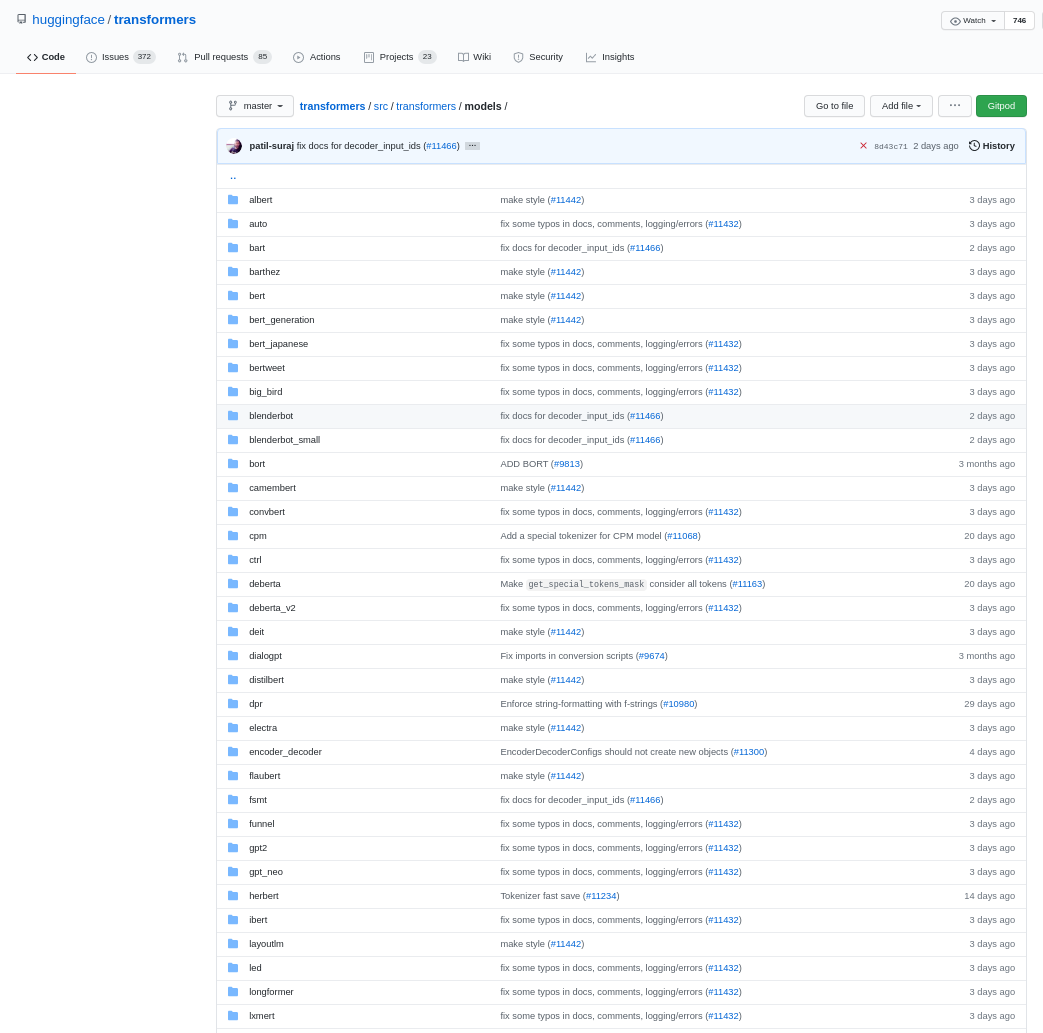 huggingface / transformers
Watch 746
Code Issues 372 Pull requests 85 Actions Projects 23 Wiki Security Insights
master transformers / src / transformers / models / Go to file Add file ... Gitpod
patil-suraj fix docs for decoder_input_ids (#11466) ... 8d43c71 2 days ago History
..
albert make style (#11442) 3 days ago
auto fix some typos in docs, comments, logging/errors (#11432) 3 days ago
bart fix docs for decoder_input_ids (#11466) 2 days ago
barthez make style (#11442) 3 days ago
bert make style (#11442) 3 days ago
bert_generation make style (#11442) 3 days ago
bert_japanese fix some typos in docs, comments, logging/errors (#11432) 3 days ago
bertweet fix some typos in docs, comments, logging/errors (#11432) 3 days ago
big_bird fix some typos in docs, comments, logging/errors (#11432) 3 days ago
blenderbot fix docs for decoder_input_ids (#11466) 2 days ago
blenderbot_small fix docs for decoder_input_ids (#11466) 2 days ago
bort ADD BORT (#9813) 3 months ago
camembert make style (#11442) 3 days ago
convbert fix some typos in docs, comments, logging/errors (#11432) 3 days ago
cpm Add a special tokenizer for CPM model (#11068) 20 days ago
ctrl fix some typos in docs, comments, logging/errors (#11432) 3 days ago
deberta Make get_special_tokens_mask consider all tokens (#11163) 20 days ago
deberta_v2 fix some typos in docs, comments, logging/errors (#11432) 3 days ago
deit make style (#11442) 3 days ago
dialogpt Fix imports in conversion scripts (#9674) 3 months ago
distilbert make style (#11442) 3 days ago
dpr Enforce string-formatting with f-strings (#10980) 29 days ago
electra make style (#11442) 3 days ago
encoder_decoder EncoderDecoderConfigs should not create new objects (#11300) 4 days ago
flaubert make style (#11442) 3 days ago
fsmt fix docs for decoder_input_ids (#11466) 2 days ago
funnel fix some typos in docs, comments, logging/errors (#11432) 3 days ago
gpt2 fix some typos in docs, comments, logging/errors (#11432) 3 days ago
gpt_neo fix some typos in docs, comments, logging/errors (#11432) 3 days ago
herbert Tokenizer fast save (#11234) 14 days ago
ibert fix some typos in docs, comments, logging/errors (#11432) 3 days ago
layoutlm make style (#11442) 3 days ago
led fix some typos in docs, comments, logging/errors (#11432) 3 days ago
longformer fix some typos in docs, comments, logging/errors (#11432) 3 days ago
lxmert fix some typos in docs, comments, logging/errors (#11432) 3 days ago